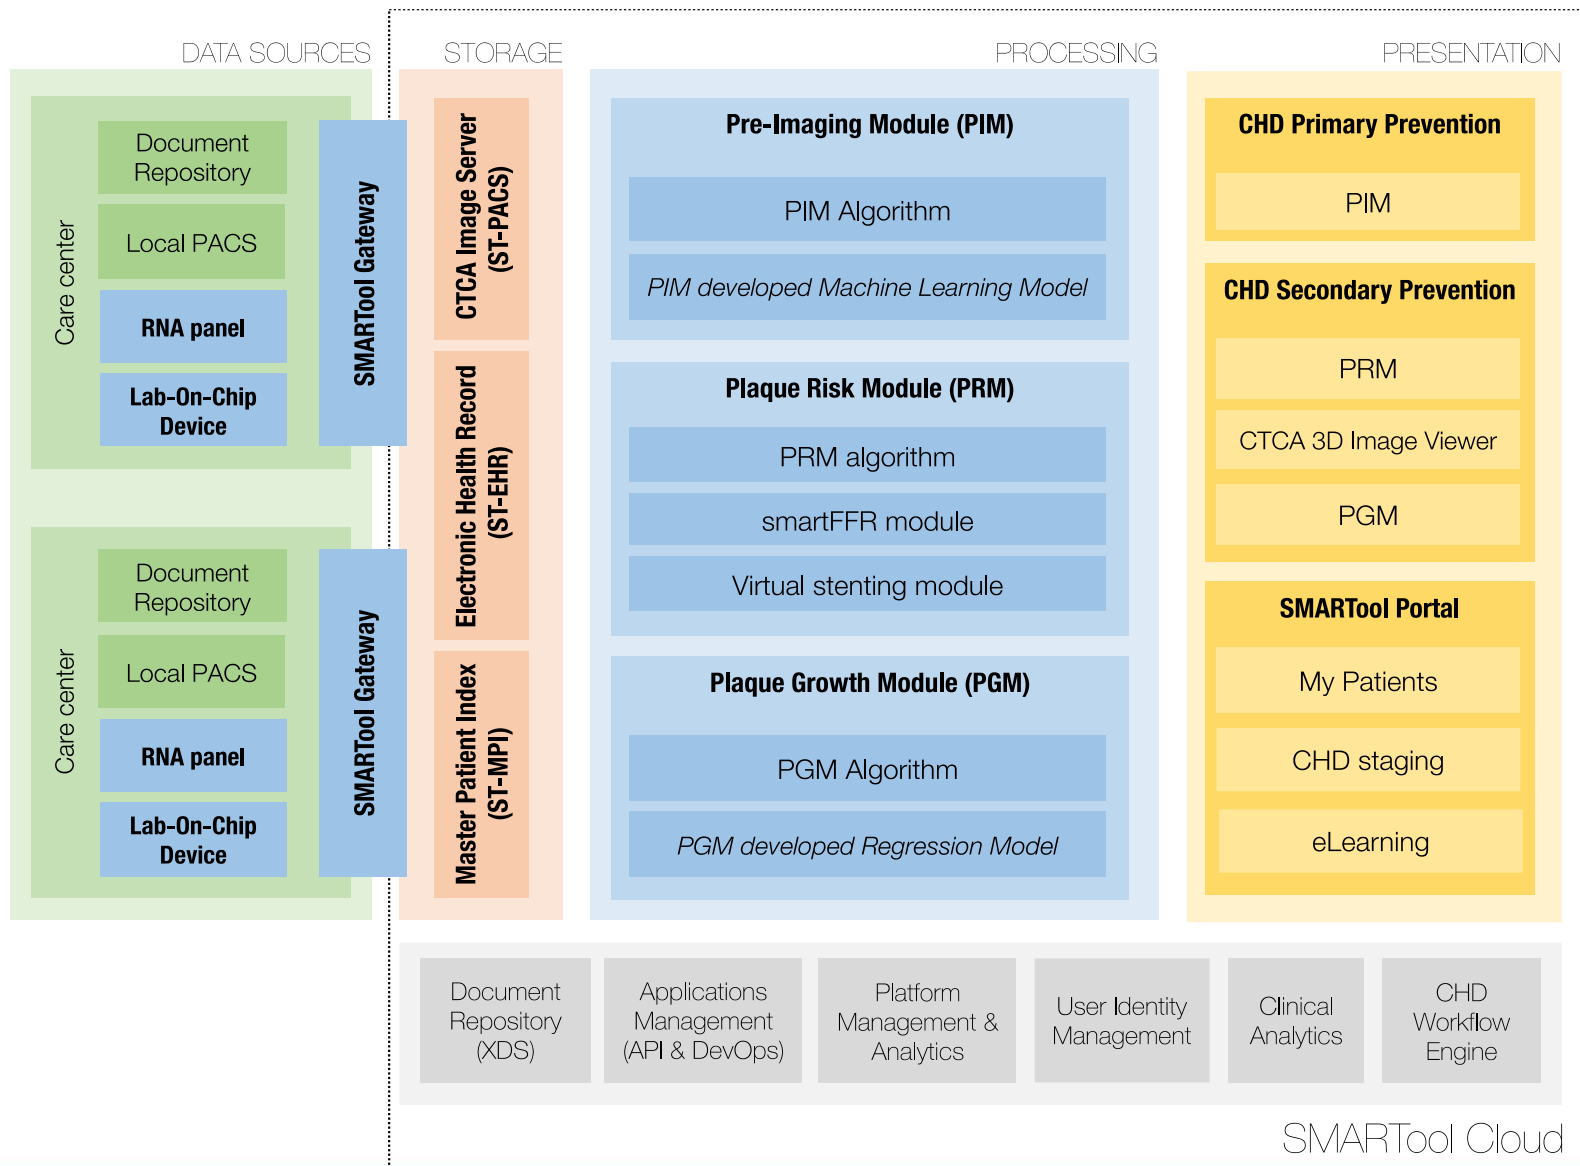 DATA SOURCES
STORAGE
PROCESSING
PRESENTATION
Care center
Document
Repository
Local PACS
RNA panel
Lab-On-Chip
Device
SMARTool Gateway
Care center
Document
Repository
Local PACS
RNA panel
Lab-On-Chip
Device
SMARTool Gateway
CTCA Image Server
(ST-PACS)
Electronic Health Record
(ST-EHR)
Master Patient Index
(ST-MPI)
Pre-Imaging Module (PIM)
PIM Algorithm
PIM developed Machine Learning Model
Plaque Risk Module (PRM)
PRM algorithm
smartFFR module
Virtual stenting module
Plaque Growth Module (PGM)
PGM Algorithm
PGM developed Regression Model
CHD Primary Prevention
PIM
CHD Secondary Prevention
PRM
CTCA 3D Image Viewer
PGM
SMARTool Portal
My Patients
CHD staging
eLearning
Document
Repository
(XDS)
Applications
Management
(API & DevOps)
Platform
Management &
Analytics
User Identity
Management
Clinical
Analytics
CHD
Workflow
Engine
SMARTool Cloud